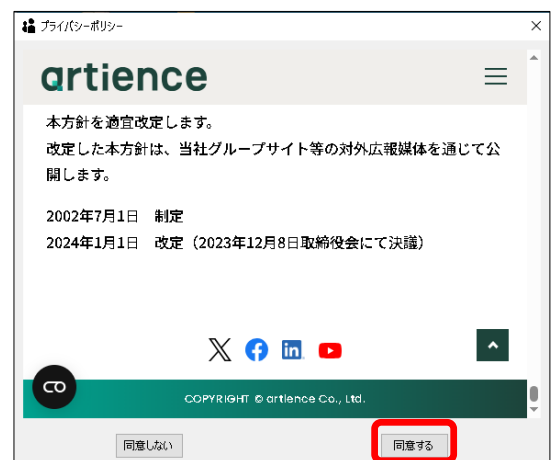 プライバシーポリシー
artience
本方針を適宜改定します。
改定した本方針は、当社グループサイト等の対外広報媒体を通じて公
開します。
2002年7月1日　制定
2024年1月1日　改定（2023年12月8日取締役会にて決議）
COPYRIGHT © artience Co., Ltd.
同意しない
同意する